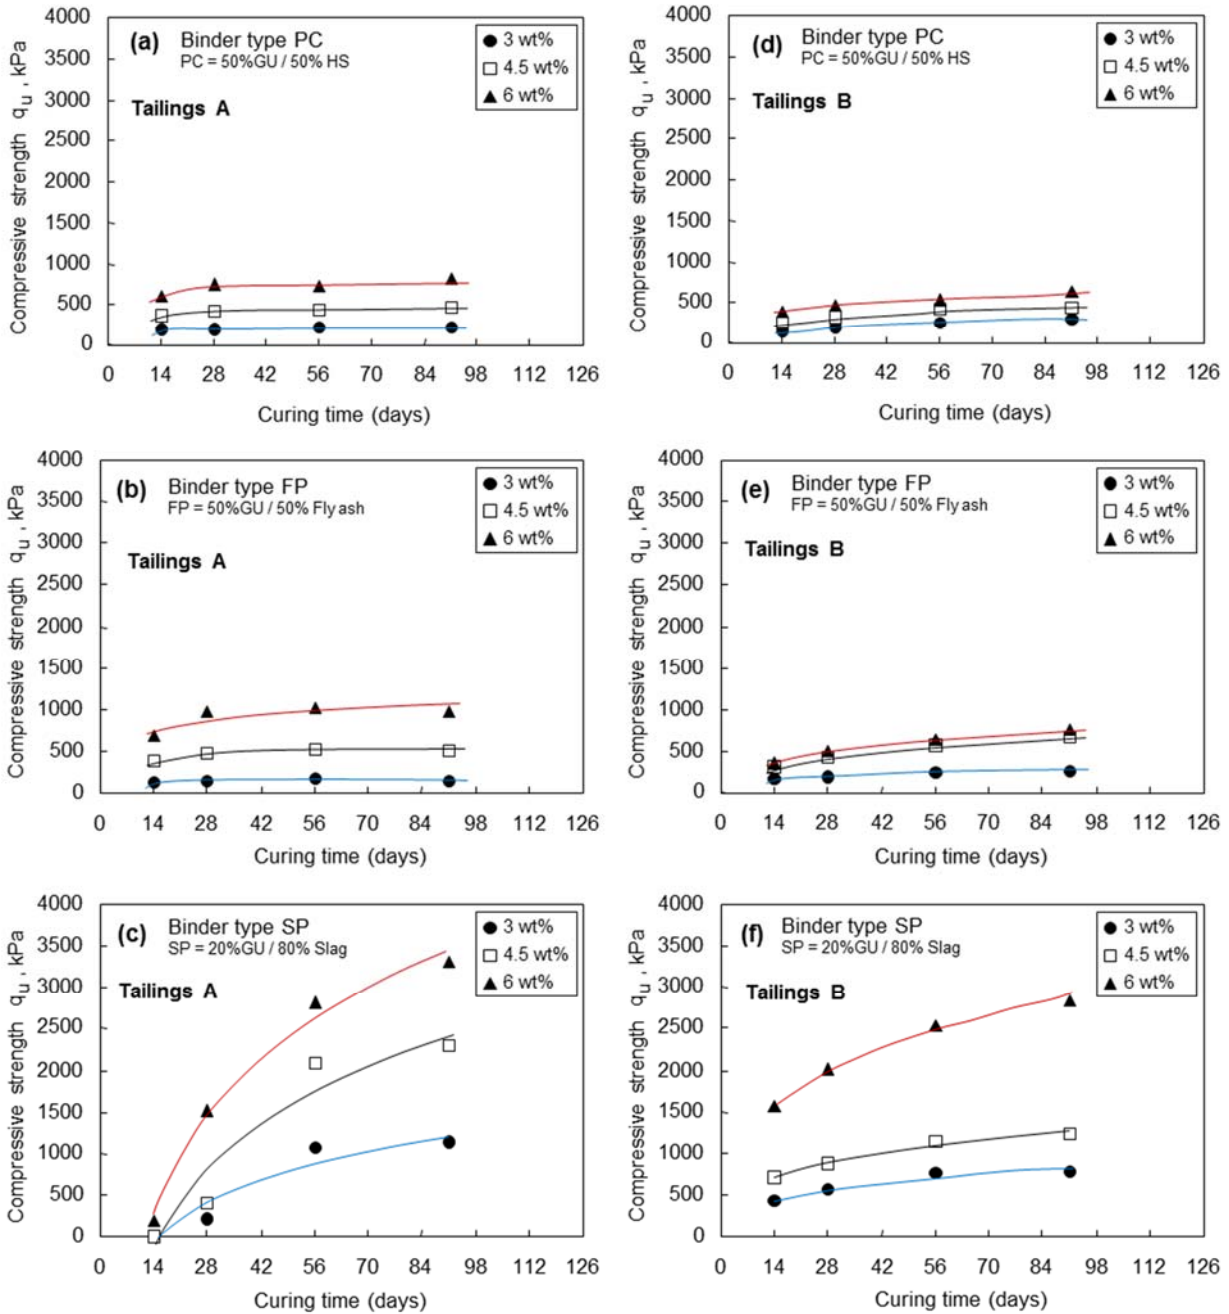 (a) Binder type PC
PC = 50%GU / 50% HS
Tailings A
3 wt%
4.5 wt%
6 wt%
Compressive strength qu , kPa
4000
3500
3000
2500
2000
1500
1000
500
0
0 14 28 42 56 70 84 98 112 126
Curing time (days)
(d) Binder type PC
PC = 50%GU / 50% HS
Tailings B
3 wt%
4.5 wt%
6 wt%
Compressive strength qu , kPa
4000
3500
3000
2500
2000
1500
1000
500
0
0 14 28 42 56 70 84 98 112 126
Curing time (days)
(b) Binder type FP
FP = 50%GU / 50% Fly ash
Tailings A
3 wt%
4.5 wt%
6 wt%
Compressive strength qu , kPa
4000
3500
3000
2500
2000
1500
1000
500
0
0 14 28 42 56 70 84 98 112 126
Curing time (days)
(e) Binder type FP
FP = 50%GU / 50% Fly ash
Tailings B
3 wt%
4.5 wt%
6 wt%
Compressive strength qu , kPa
4000
3500
3000
2500
2000
1500
1000
500
0
0 14 28 42 56 70 84 98 112 126
Curing time (days)
(c) Binder type SP
SP = 20%GU / 80% Slag
Tailings A
3 wt%
4.5 wt%
6 wt%
Compressive strength qu , kPa
4000
3500
3000
2500
2000
1500
1000
500
0
0 14 28 42 56 70 84 98 112 126
Curing time (days)
(f) Binder type SP
SP = 20%GU / 80% Slag
Tailings B
3 wt%
4.5 wt%
6 wt%
Compressive strength qu , kPa
4000
3500
3000
2500
2000
1500
1000
500
0
0 14 28 42 56 70 84 98 112 126
Curing time (days)